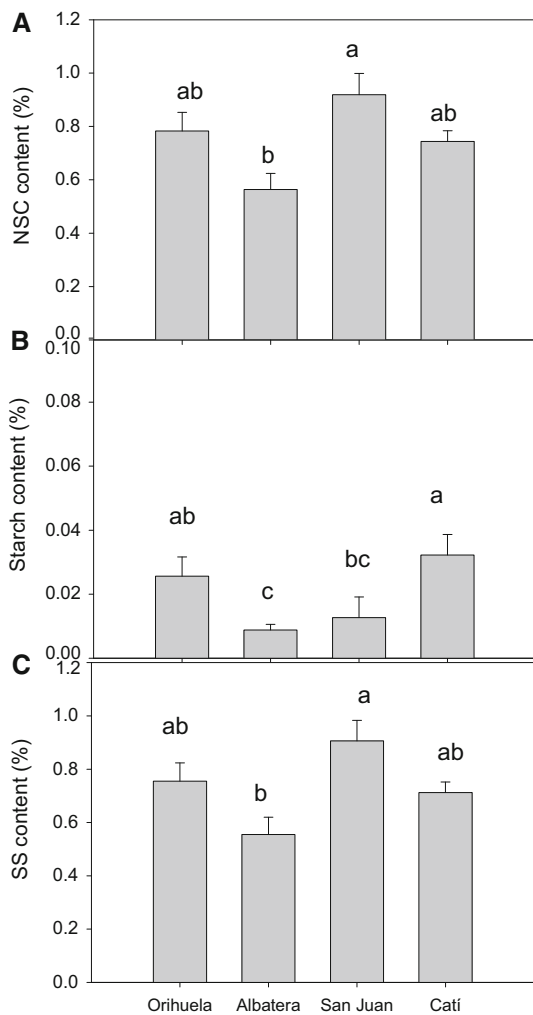 A
NSC content (%)
1.2
1.0
0.8
0.6
0.4
0.2
0.0
ab
b
a
ab
B
Starch content (%)
0.10
0.08
0.06
0.04
0.02
0.00
ab
c
bc
a
C
SS content (%)
1.2
1.0
0.8
0.6
0.4
0.2
0.0
ab
b
a
ab
Orihuela Albatera San Juan Catí